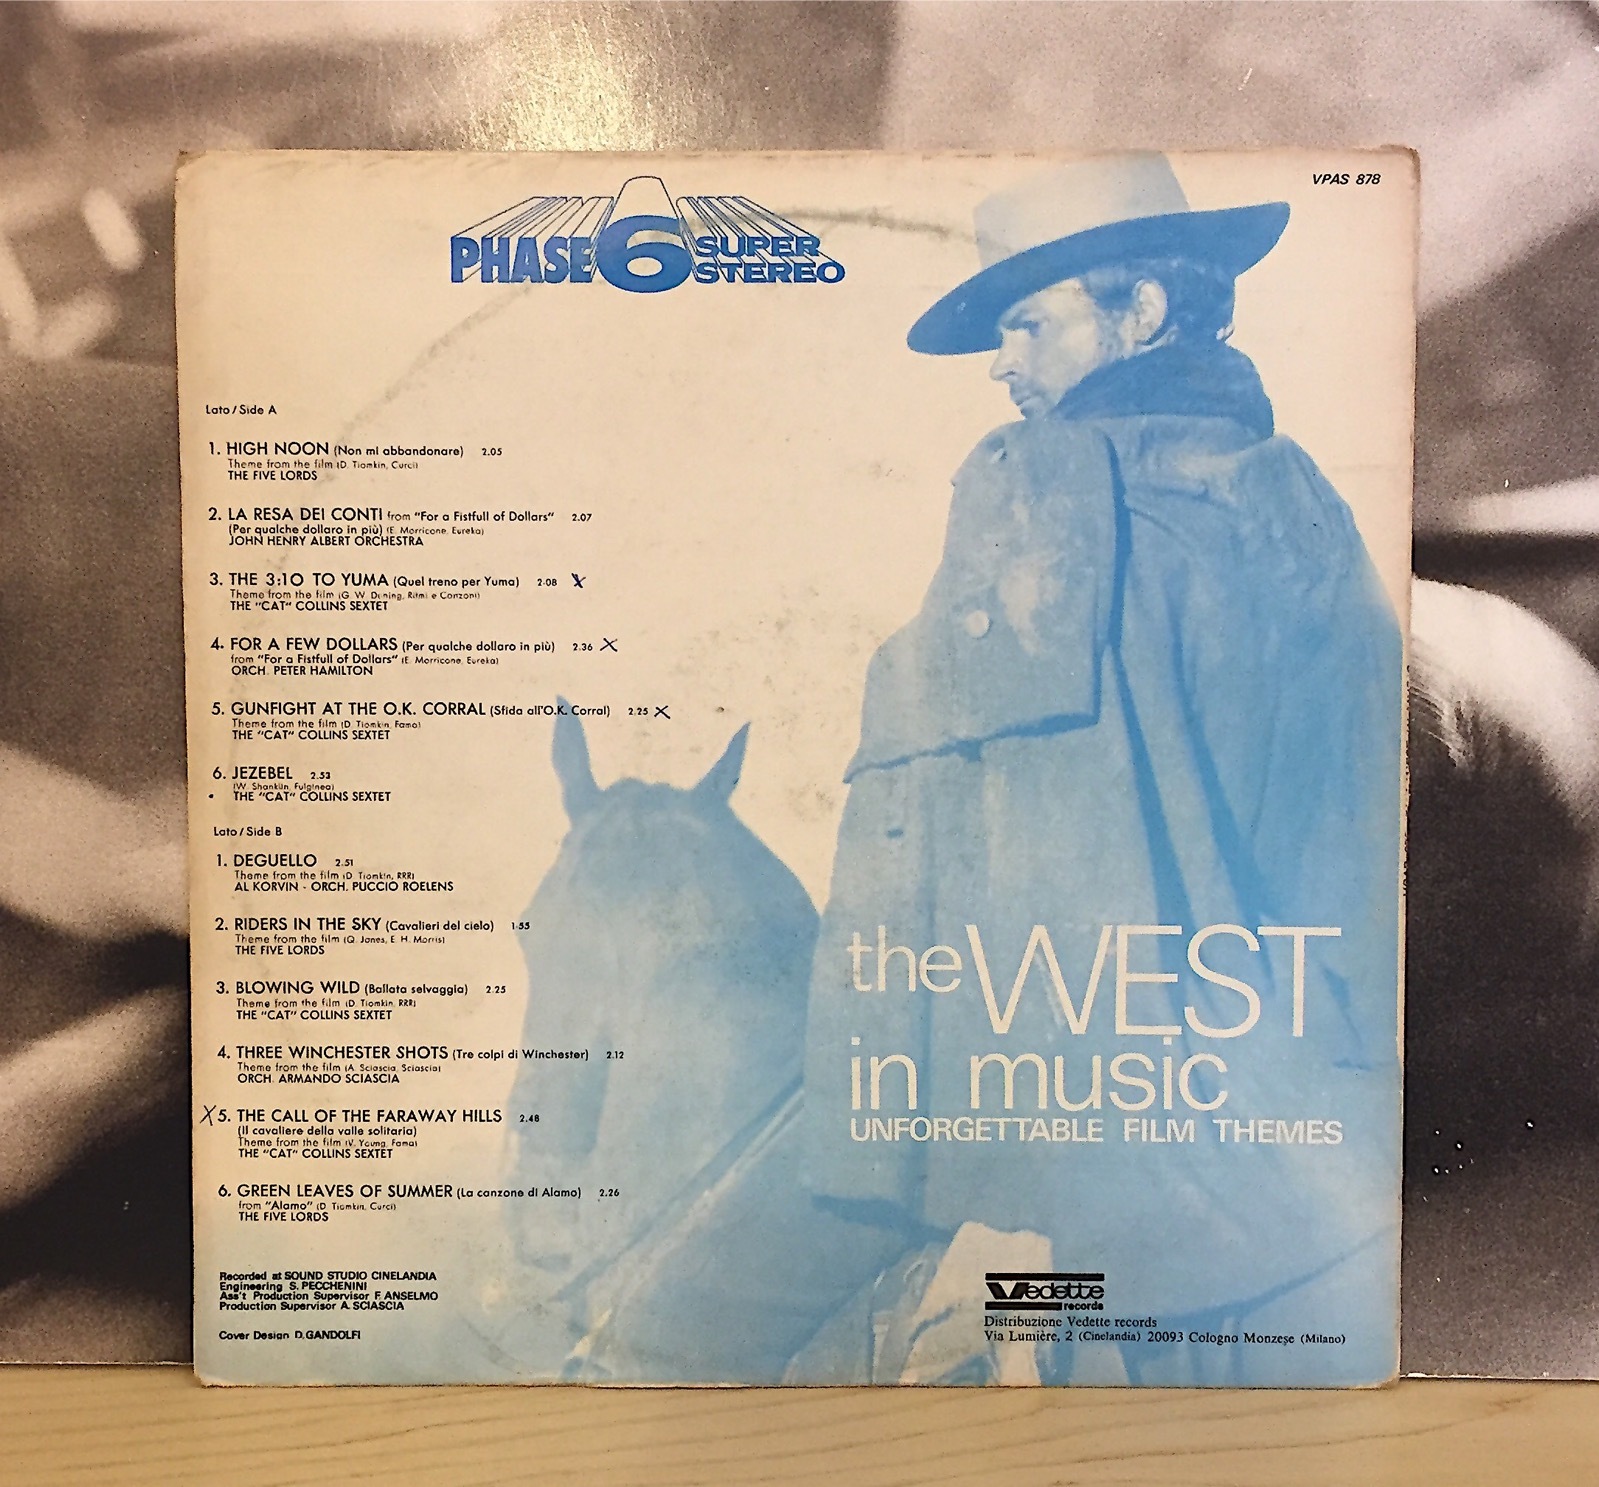 VPAS 878
PHASE 6 SUPER STEREO
Lato / Side A
1. HIGH NOON (Non mi abbandonare) 2.05
Theme from the film (D. Tiomkin, Curci)
THE FIVE LORDS
2. LA RESA DEI CONTI from "For a Fistfull of Dollars" 2.07
(Per qualche dollaro in più) (E. Morricone, Eureka)
JOHN HENRY ALBERT ORCHESTRA
3. THE 3:10 TO YUMA (Quel treno per Yuma) 2.08 X
Theme from the film (G. W. Duning, Ritmi e Canzoni)
THE "CAT" COLLINS SEXTET
4. FOR A FEW DOLLARS (Per qualche dollaro in più) 2.36 X
from "For a Fistfull of Dollars" (E. Morricone, Eureka)
ORCH. PETER HAMILTON
5. GUNFIGHT AT THE O.K. CORRAL (Sfida all'O.K. Corral) 2.25 X
Theme from the film (D. Tiomkin, Fama)
THE "CAT" COLLINS SEXTET
6. JEZEBEL 2.53
(W. Shanklin, Fulginea)
THE "CAT" COLLINS SEXTET
Lato / Side B
1. DEGUELLO 2.51
Theme from the film (D. Tiomkin, RRR)
AL KORVIN - ORCH. PUCCIO ROELENS
2. RIDERS IN THE SKY (Cavalieri del cielo) 1.55
Theme from the film (Q. Jones, E. H. Morris)
THE FIVE LORDS
3. BLOWING WILD (Ballata selvaggia) 2.25
Theme from the film (D. Tiomkin, RRR)
THE "CAT" COLLINS SEXTET
4. THREE WINCHESTER SHOTS (Tre colpi di Winchester) 2.12
Theme from the film (A. Sciascia, Sciascia)
ORCH. ARMANDO SCIASCIA
X 5. THE CALL OF THE FARAWAY HILLS 2.48
(Il cavaliere della valle solitaria)
Theme from the film (V. Young, Fama)
THE "CAT" COLLINS SEXTET
6. GREEN LEAVES OF SUMMER (La canzone di Alamo) 2.26
from "Alamo" (D. Tiomkin, Curci)
THE FIVE LORDS
the WEST
in music
UNFORGETTABLE FILM THEMES
Recorded at SOUND STUDIO CINELANDIA
Engineering S. PECCHENINI
Ass't Production Supervisor F. ANSELMO
Production Supervisor A. SCIASCIA
Cover Design D. GANDOLFI
Vedette
records
Distribuzione Vedette records
Via Lumière, 2 (Cinelandia) 20093 Cologno Monzese (Milano)